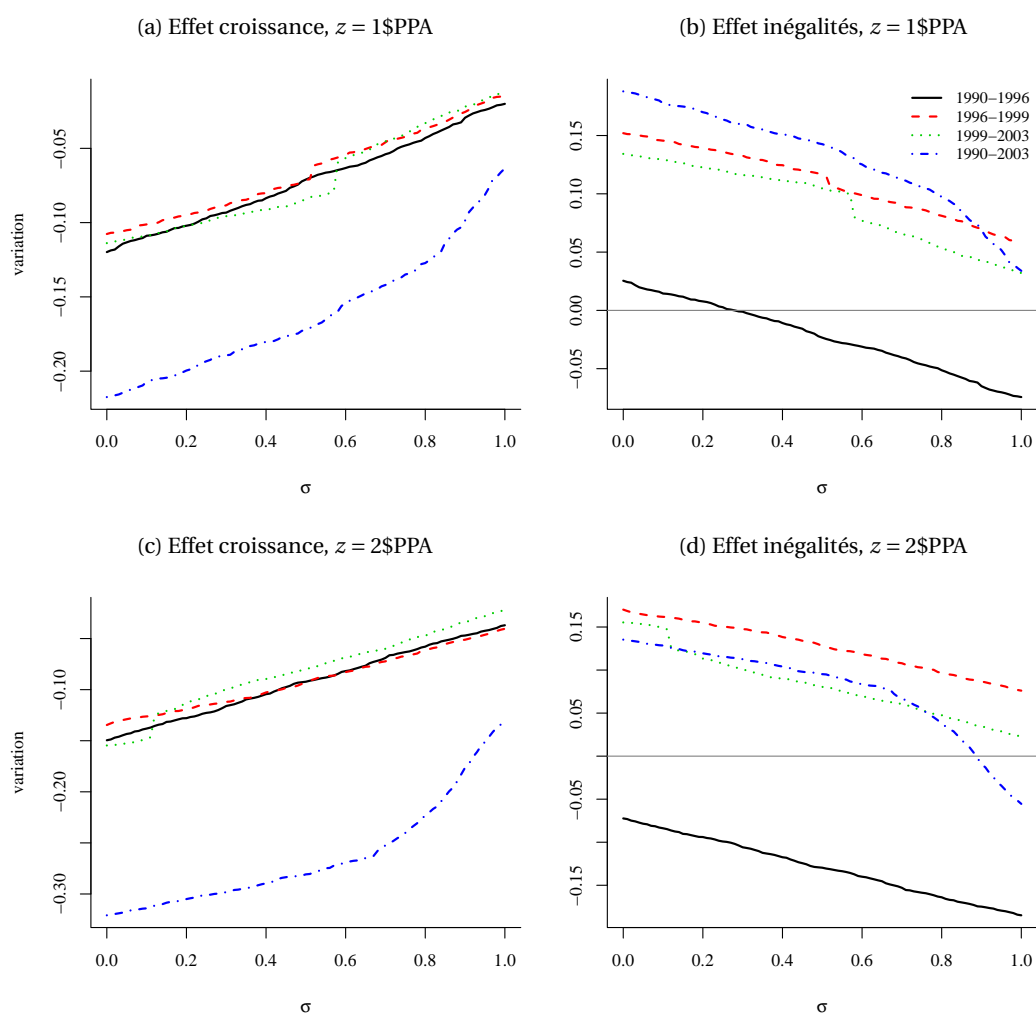 (a) Effet croissance, z = 1$PPA
variation
−0.05
−0.10
−0.15
−0.20
0.0 0.2 0.4 0.6 0.8 1.0
σ
(b) Effet inégalités, z = 1$PPA
0.15
0.10
0.05
0.00
−0.05
1990−1996
1996−1999
1999−2003
1990−2003
0.0 0.2 0.4 0.6 0.8 1.0
σ
(c) Effet croissance, z = 2$PPA
variation
−0.10
−0.20
−0.30
0.0 0.2 0.4 0.6 0.8 1.0
σ
(d) Effet inégalités, z = 2$PPA
0.15
0.05
−0.05
−0.15
0.0 0.2 0.4 0.6 0.8 1.0
σ